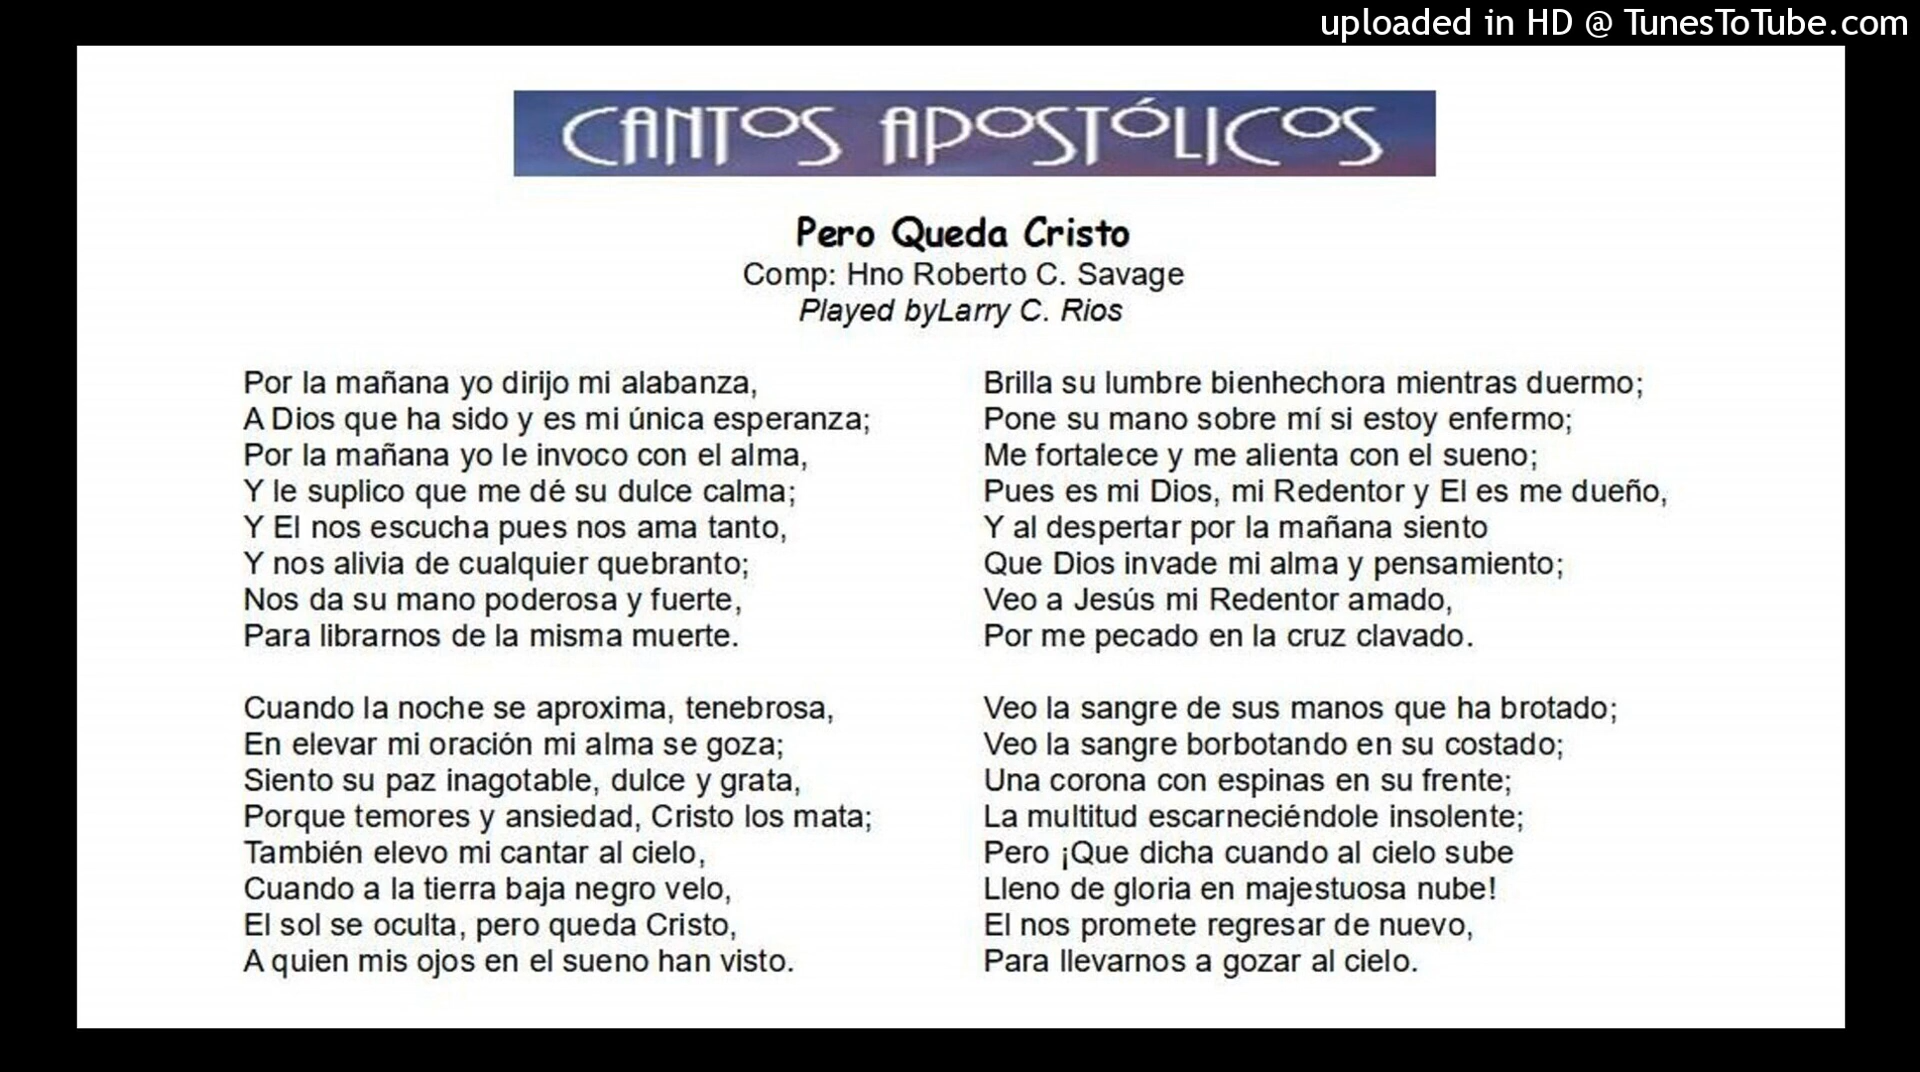 uploaded in HD @ TunesToTube.com
CANTOS APOSTÓLICOS
Pero Queda Cristo
Comp: Hno Roberto C. Savage
Played byLarry C. Rios
Por la mañana yo dirijo mi alabanza,
A Dios que ha sido y es mi única esperanza;
Por la mañana yo le invoco con el alma,
Y le suplico que me dé su dulce calma;
Y El nos escucha pues nos ama tanto,
Y nos alivia de cualquier quebranto;
Nos da su mano poderosa y fuerte,
Para librarnos de la misma muerte.
Cuando la noche se aproxima, tenebrosa,
En elevar mi oración mi alma se goza;
Siento su paz inagotable, dulce y grata,
Porque temores y ansiedad, Cristo los mata;
También elevo mi cantar al cielo,
Cuando a la tierra baja negro velo,
El sol se oculta, pero queda Cristo,
A quien mis ojos en el sueno han visto.
Brilla su lumbre bienhechora mientras duermo;
Pone su mano sobre mí si estoy enfermo;
Me fortalece y me alienta con el sueno;
Pues es mi Dios, mi Redentor y El es me dueño,
Y al despertar por la mañana siento
Que Dios invade mi alma y pensamiento;
Veo a Jesús mi Redentor amado,
Por me pecado en la cruz clavado.
Veo la sangre de sus manos que ha brotado;
Veo la sangre borbotando en su costado;
Una corona con espinas en su frente;
La multitud escarneciéndole insolente;
Pero ¡Que dicha cuando al cielo sube
Lleno de gloria en majestuosa nube!
El nos promete regresar de nuevo,
Para llevarnos a gozar al cielo.